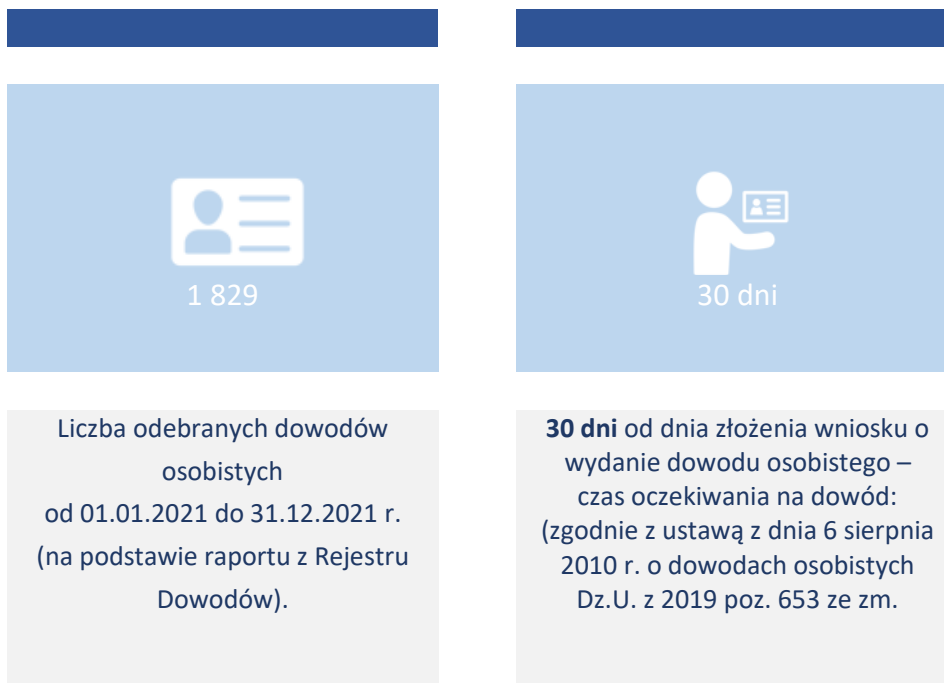 1 829
Liczba odebranych dowodów
osobistych
od 01.01.2021 do 31.12.2021 r.
(na podstawie raportu z Rejestru
Dowodów).
30 dni
30 dni od dnia złożenia wniosku o
wydanie dowodu osobistego –
czas oczekiwania na dowód:
(zgodnie z ustawą z dnia 6 sierpnia
2010 r. o dowodach osobistych
Dz.U. z 2019 poz. 653 ze zm.